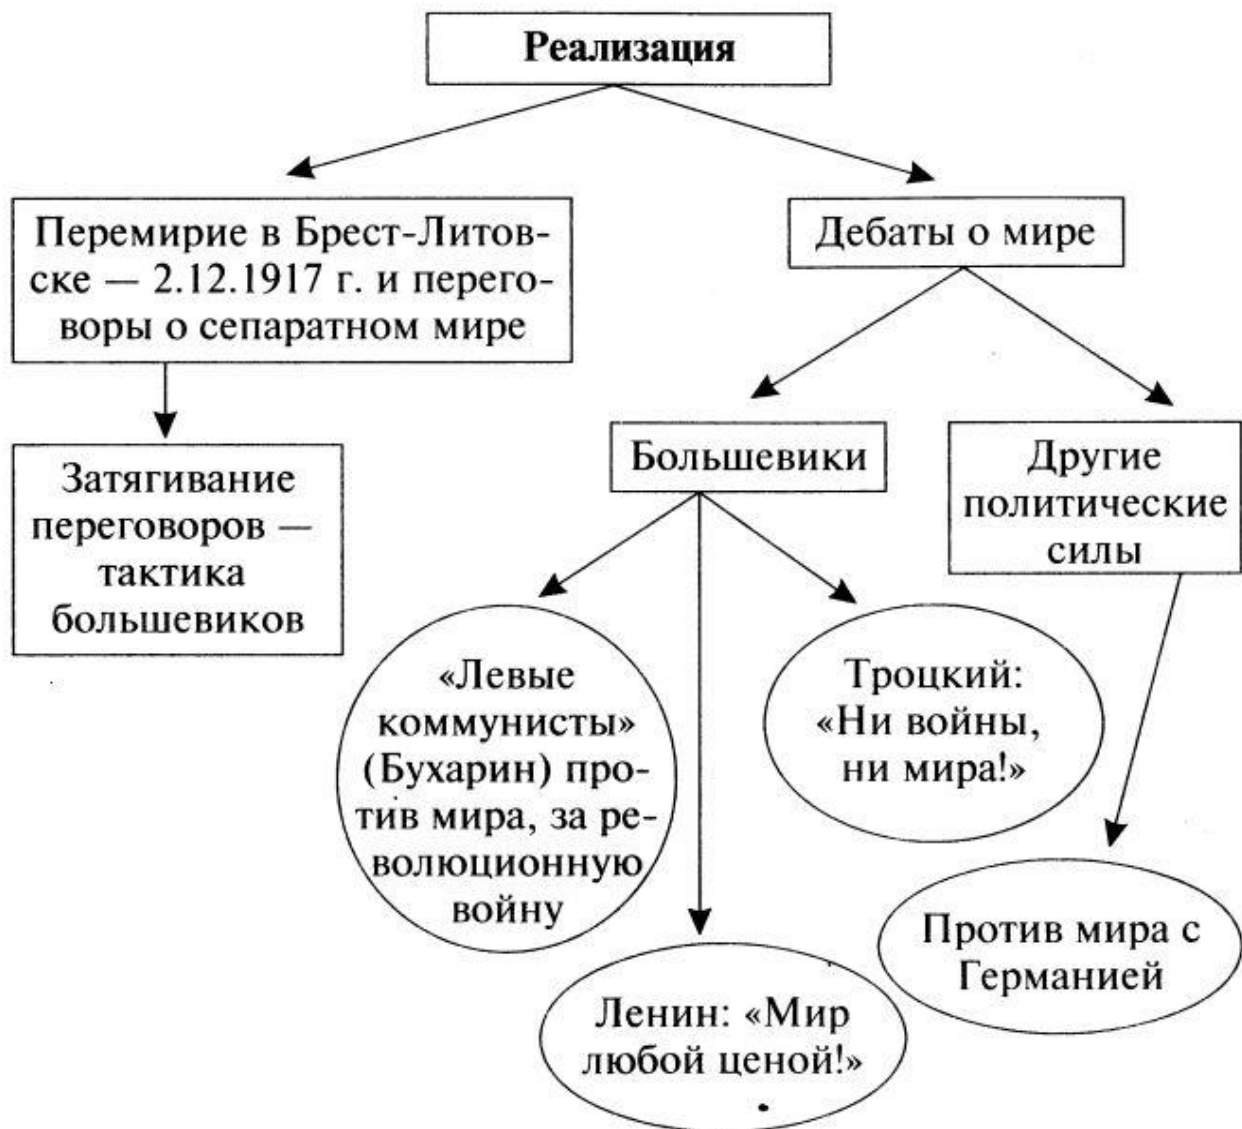 Реализация
Перемирие в Брест-Литов-
ске — 2.12.1917 г. и перего-
воры о сепаратном мире
Дебаты о мире
Затягивание
переговоров —
тактика
большевиков
Большевики
Другие
политические
силы
«Левые
коммунисты»
(Бухарин) про-
тив мира, за ре-
волюционную
войну
Троцкий:
«Ни войны,
ни мира!»
Ленин: «Мир
любой ценой!»
Против мира с
Германией